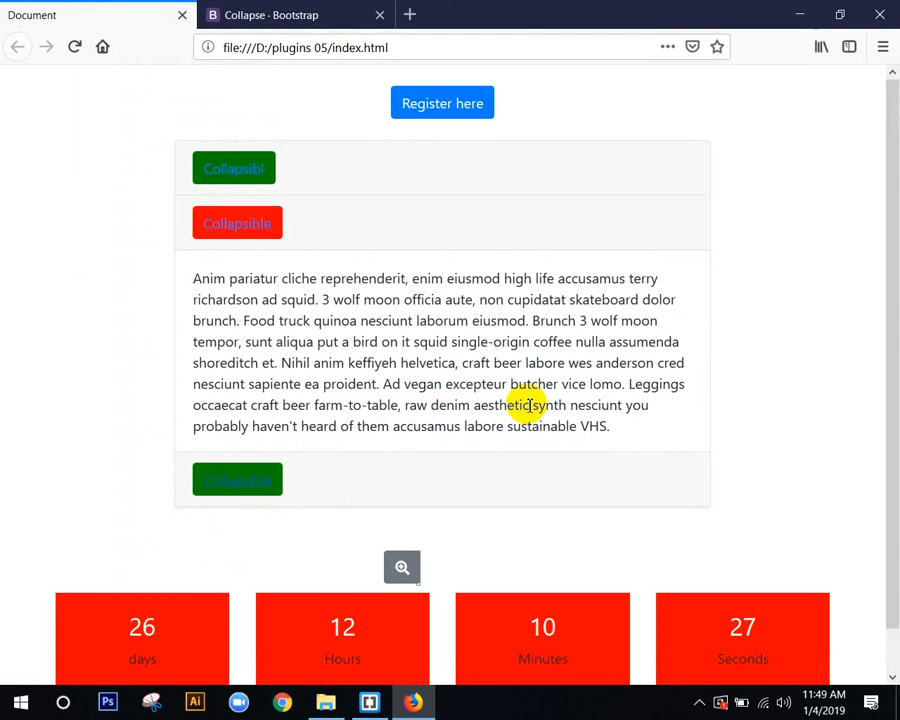 Document
Collapse - Bootstrap
file:///D:/plugins 05/index.html
Register here
Collapsibl
Collapsible
Anim pariatur cliche reprehenderit, enim eiusmod high life accusamus terry
richardson ad squid. 3 wolf moon officia aute, non cupidatat skateboard dolor
brunch. Food truck quinoa nesciunt laborum eiusmod. Brunch 3 wolf moon
tempor, sunt aliqua put a bird on it squid single-origin coffee nulla assumenda
shoreditch et. Nihil anim keffiyeh helvetica, craft beer labore wes anderson cred
nesciunt sapiente ea proident. Ad vegan excepteur butcher vice lomo. Leggings
occaecat craft beer farm-to-table, raw denim aesthetic synth nesciunt you
probably haven't heard of them accusamus labore sustainable VHS.
Collapsible
26 12 10 27
days Hours Minutes Seconds
Ps Ai
11:49 AM
1/4/2019